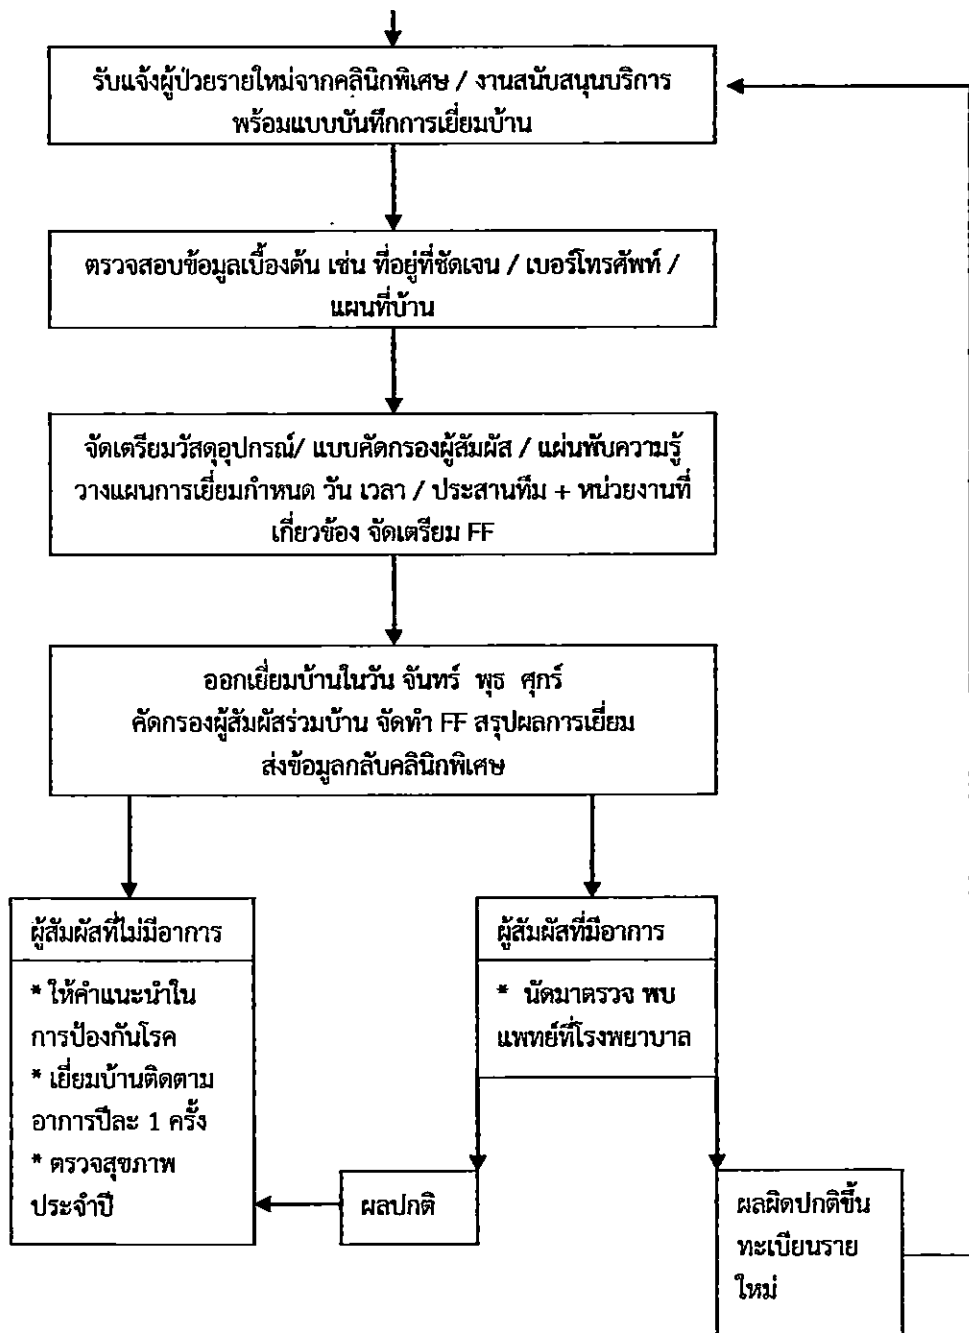 รับแจ้งผู้ป่วยรายใหม่จากคลินิกพิเศษ / งานสนับสนุนบริการ
พร้อมแบบบันทึกการเยี่ยมบ้าน
ตรวจสอบข้อมูลเบื้องต้น เช่น ที่อยู่ที่ชัดเจน / เบอร์โทรศัพท์ /
แผนที่บ้าน
จัดเตรียมวัสดุอุปกรณ์/ แบบคัดกรองผู้สัมผัส / แผ่นพับความรู้
วางแผนการเยี่ยมกำหนด วัน เวลา / ประสานทีม + หน่วยงานที่
เกี่ยวข้อง จัดเตรียม FF
ออกเยี่ยมบ้านในวัน จันทร์ พุธ ศุกร์
คัดกรองผู้สัมผัสร่วมบ้าน จัดทำ FF สรุปผลการเยี่ยม
ส่งข้อมูลกลับคลินิกพิเศษ
ผู้สัมผัสที่ไม่มีอาการ
* ให้คำแนะนำใน
การป้องกันโรค
* เยี่ยมบ้านติดตาม
อาการปีละ 1 ครั้ง
* ตรวจสุขภาพ
ประจำปี
ผู้สัมผัสที่มีอาการ
* นัดมาตรวจ พบ
แพทย์ที่โรงพยาบาล
ผลปกติ
ผลผิดปกติขึ้น
ทะเบียนราย
ใหม่